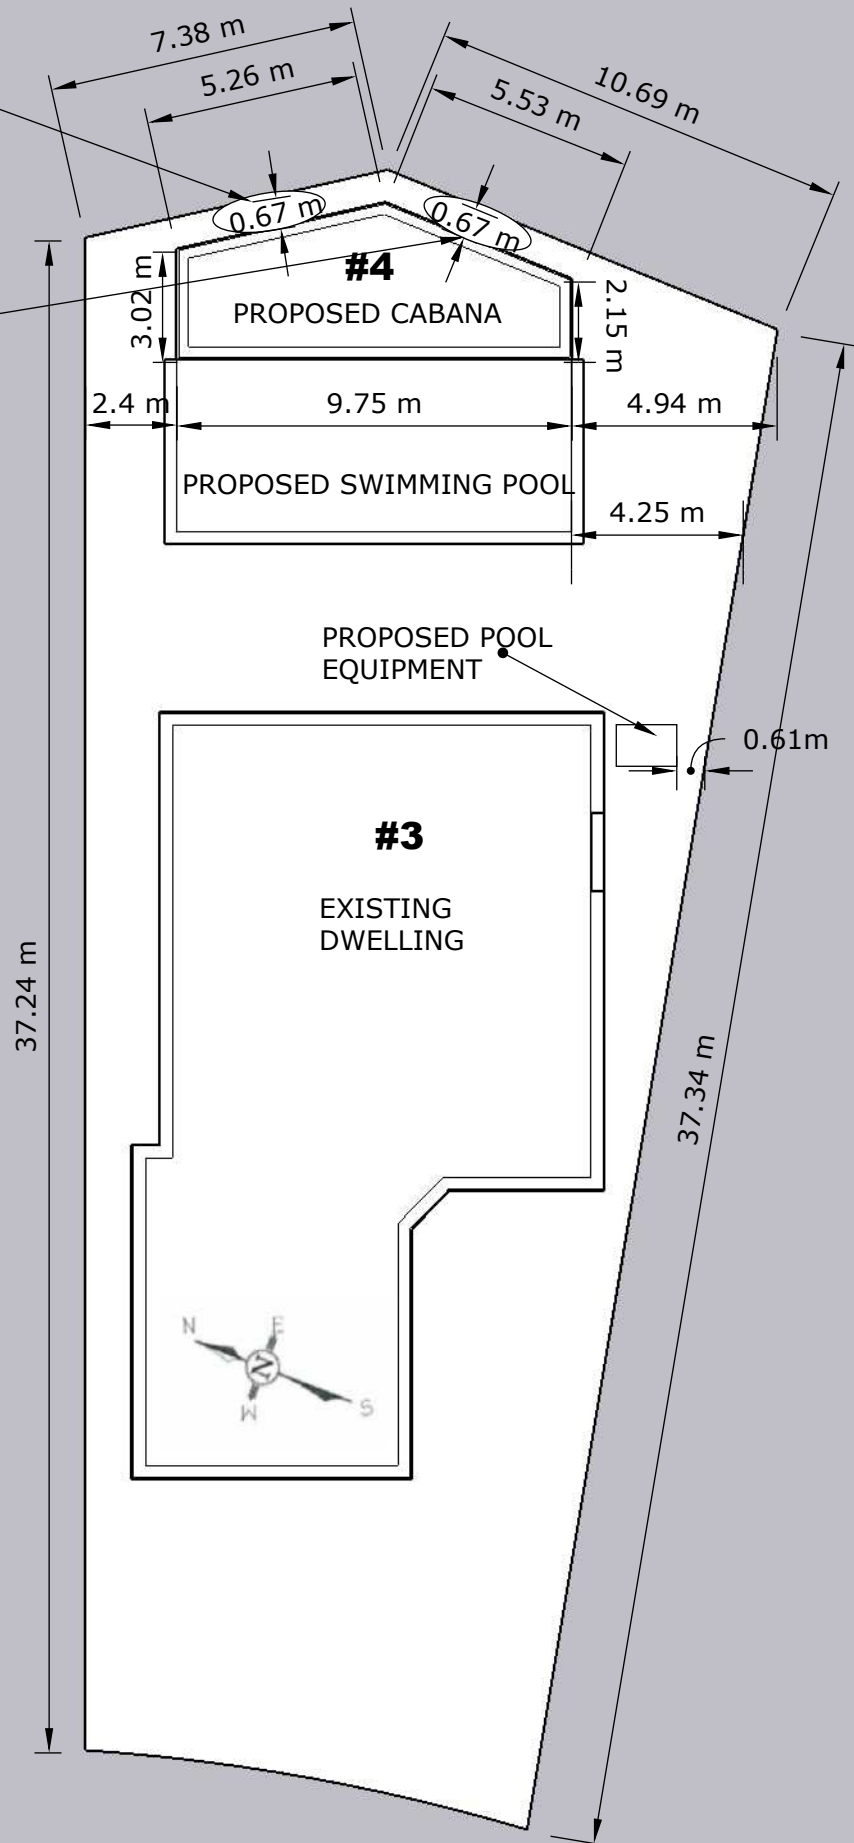 7.38 m
5.26 m
10.69 m
5.53 m
0.67 m
0.67 m
#4
PROPOSED CABANA
3.02 m
2.15 m
2.4 m
9.75 m
4.94 m
PROPOSED SWIMMING POOL
4.25 m
PROPOSED POOL
EQUIPMENT
0.61m
#3
EXISTING
DWELLING
37.24 m
37.34 m
N
E
N
W
S